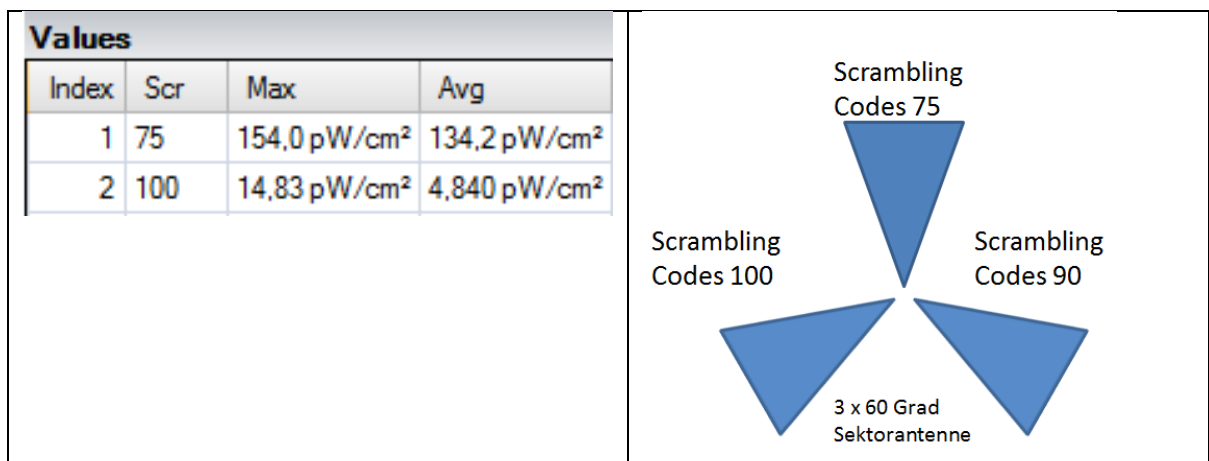 Values
Index Scr Max Avg
1 75 154,0 pW/cm² 134,2 pW/cm²
2 100 14,83 pW/cm² 4,840 pW/cm²
Scrambling
Codes 75
Scrambling
Codes 100
Scrambling
Codes 90
3 x 60 Grad
Sektorantenne